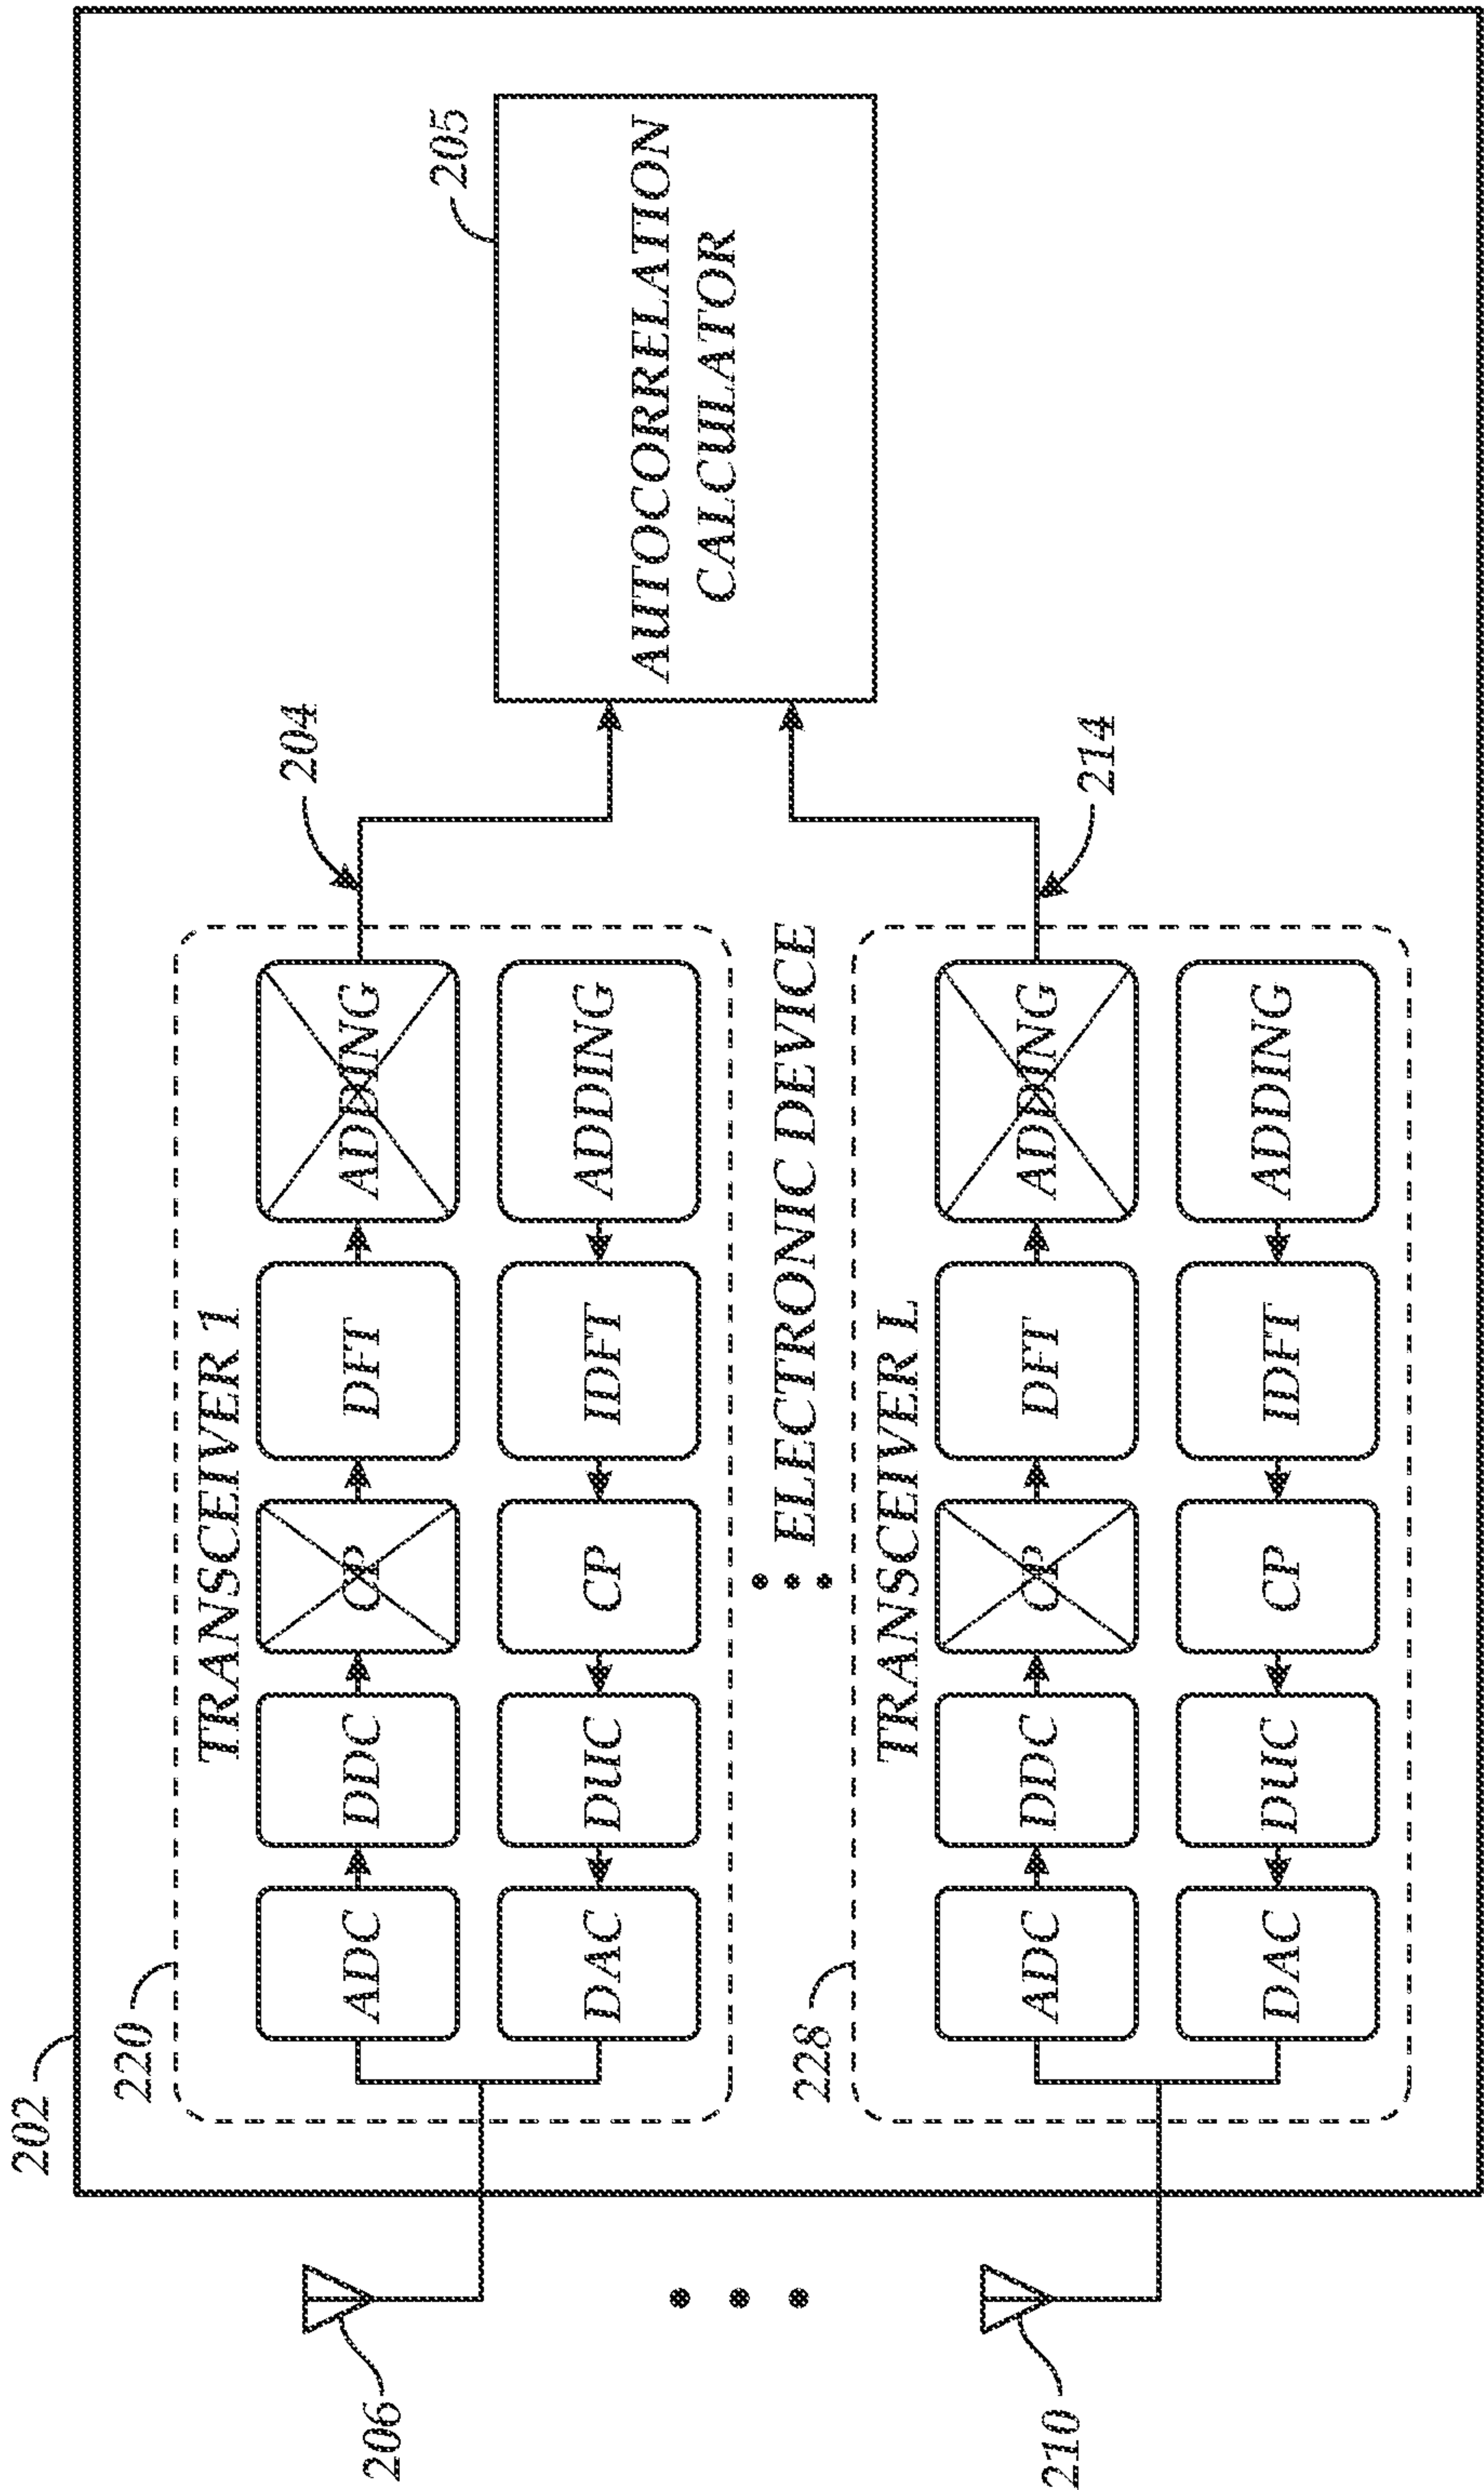 202
220
TRANSCEIVER 1
ADC
DDC
CP
DFT
ADDING
DAC
DUC
CP
IDFT
ADDING
204
205
AUTOCORRELATION
CALCULATOR
206
ELECTRONIC DEVICE
228
TRANSCEIVER L
ADC
DDC
CP
DFT
ADDING
DAC
DUC
CP
IDFT
ADDING
214
210